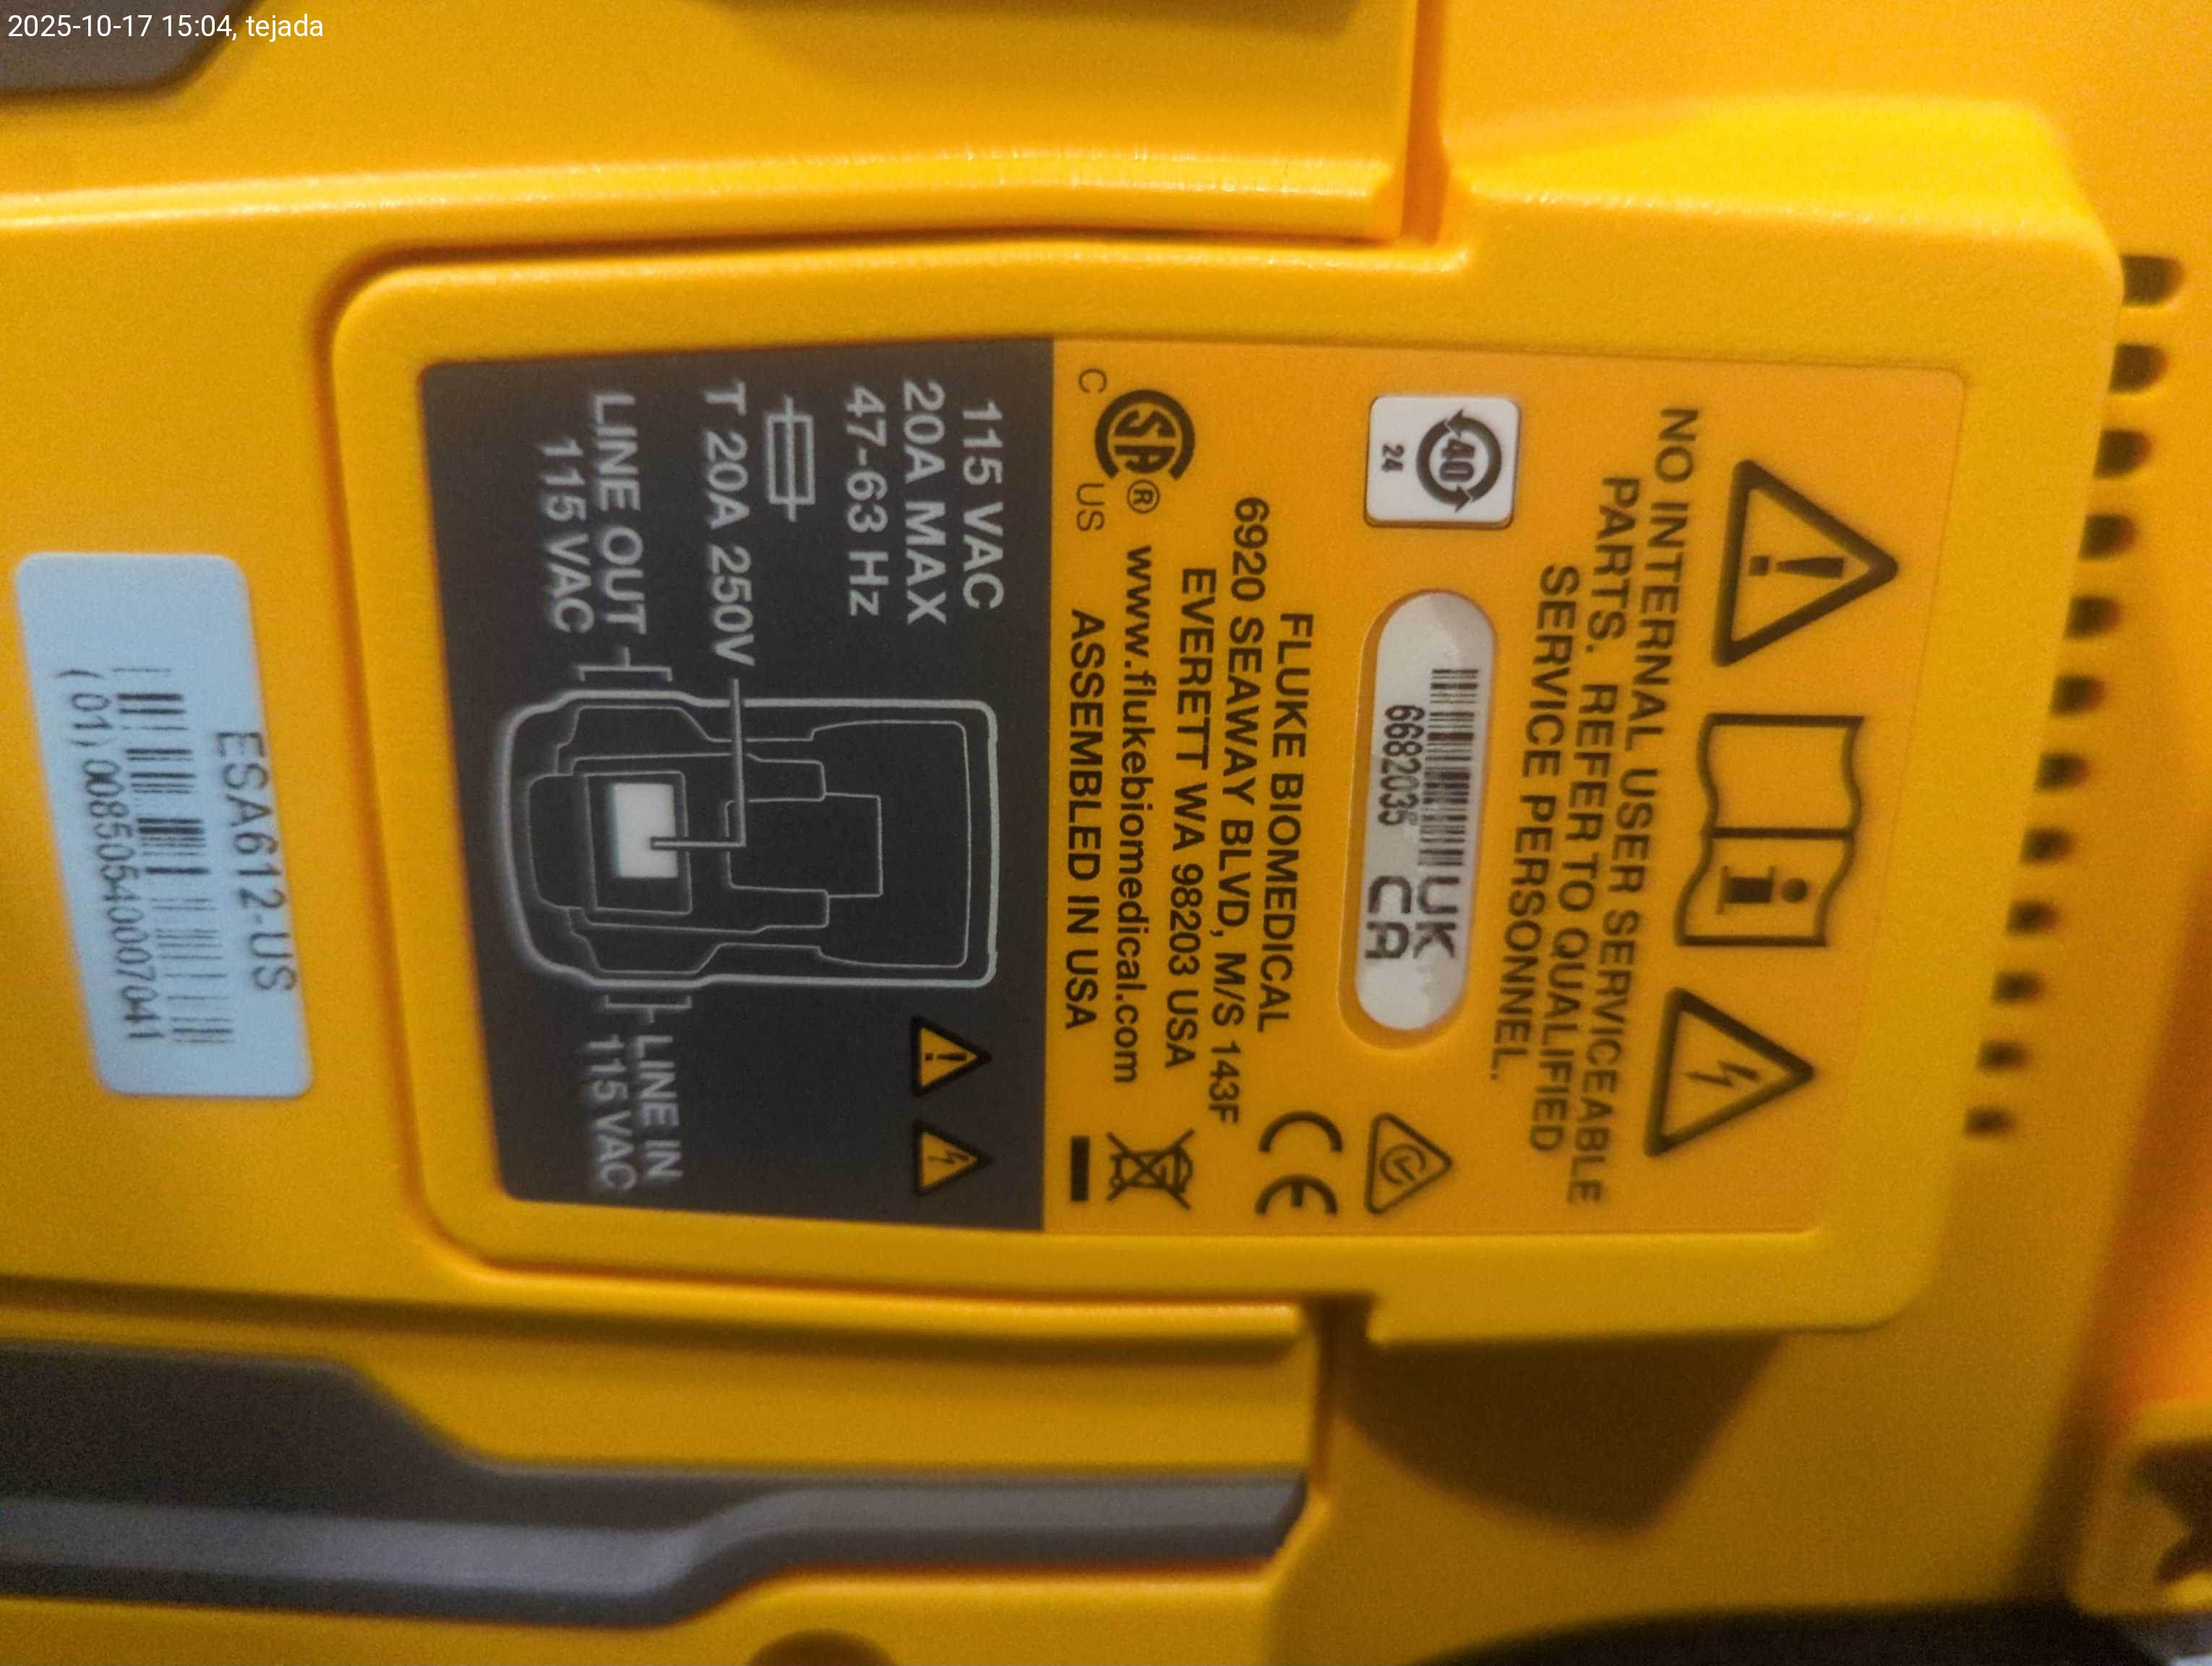 2025-10-17 15:04, tejada
NO INTERNAL USER SERVICEABLE
PARTS. REFER TO QUALIFIED
SERVICE PERSONNEL.
40
24
6682035
UK
CA
FLUKE BIOMEDICAL
6920 SEAWAY BLVD, M/S 143F
EVERETT WA 98203 USA
www.flukebiomedical.com
ASSEMBLED IN USA
C SA® US
CE
115 VAC
20A MAX
47-63 Hz
T 20A 250V
LINE OUT
115 VAC
LINE IN
115 VAC
ESA612-US
(01)00850540007041